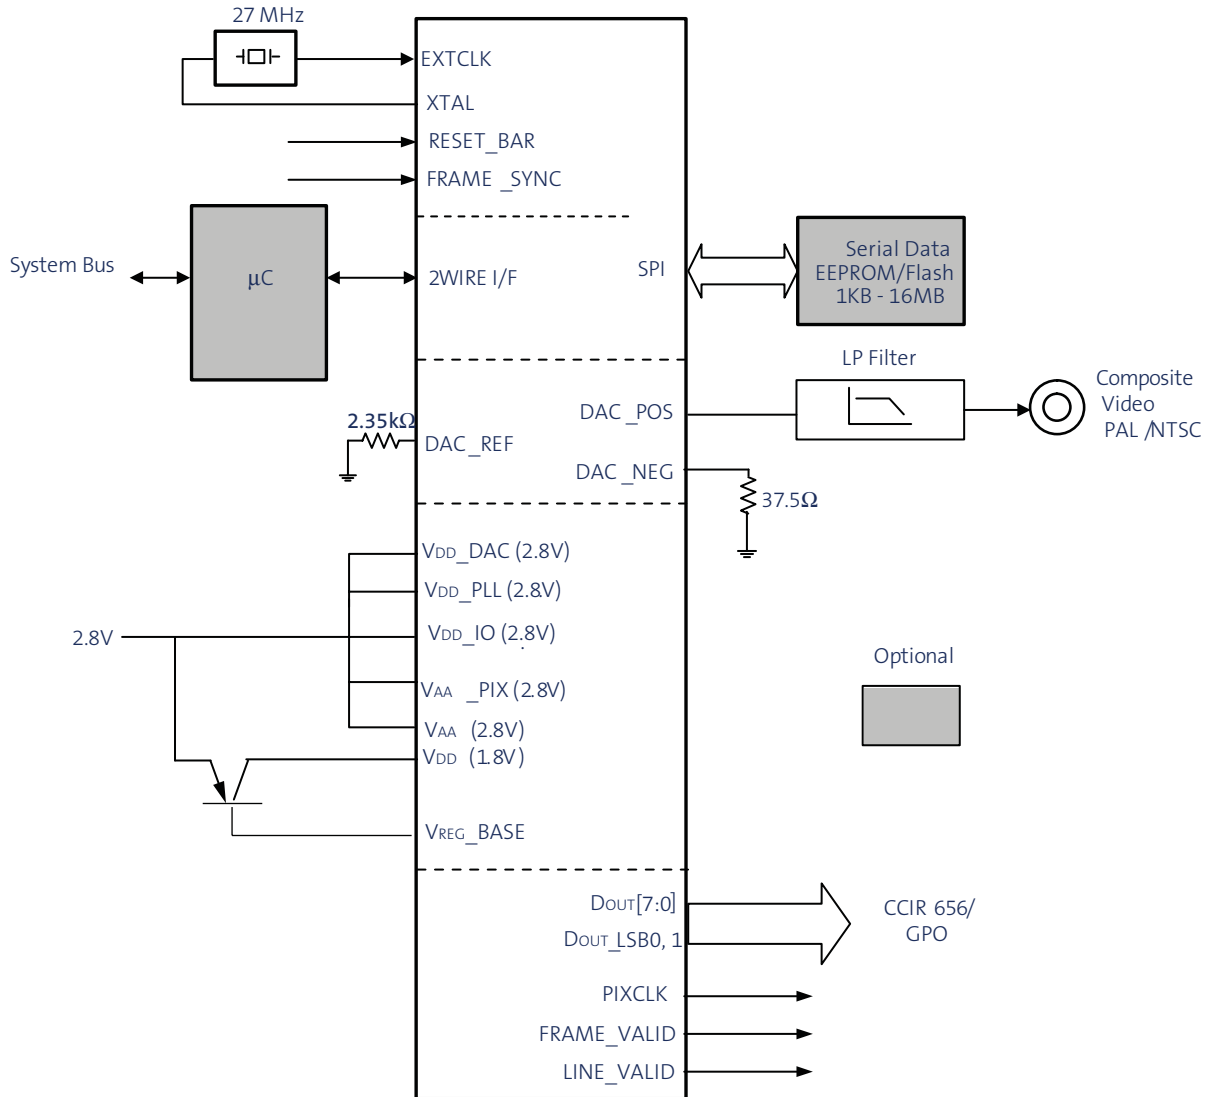 27 MHz
EXTCLK
XTAL
RESET_BAR
FRAME _SYNC
System Bus
µC
2WIRE I/F
SPI
Serial Data
EEPROM/Flash
1KB - 16MB
LP Filter
Composite
Video
PAL /NTSC
2.35kΩ
DAC_REF
DAC _POS
DAC _NEG
37.5Ω
VDD_DAC (2.8V)
VDD_PLL (2.8V)
2.8V
VDD_IO (2.8V)
VAA _PIX (2.8V)
VAA (2.8V)
VDD (1.8V)
VREG_BASE
Optional
DOUT[7:0]
DOUT_LSB0, 1
CCIR 656/
GPO
PIXCLK
FRAME_VALID
LINE_VALID